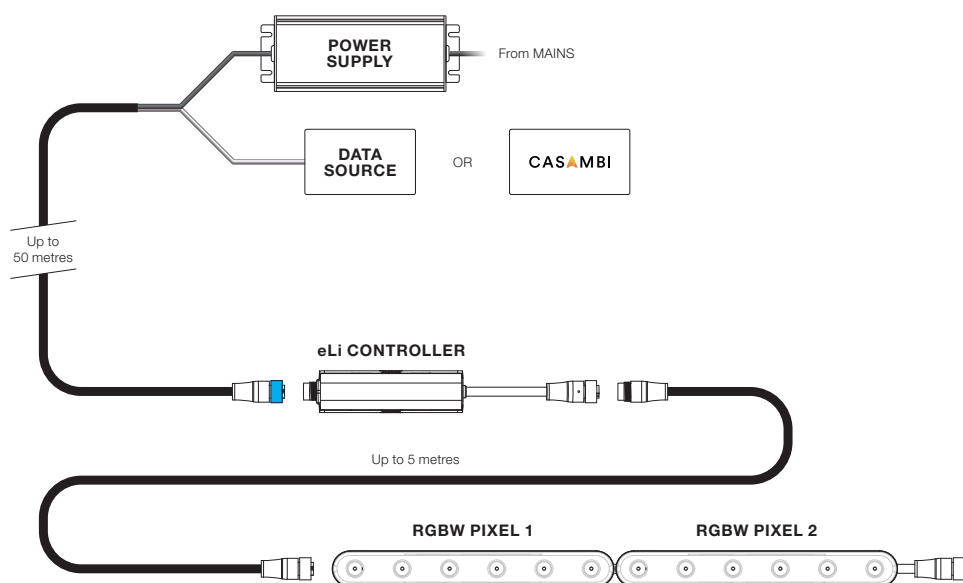 POWER
SUPPLY
From MAINS
DATA
SOURCE
OR
CASAMBI
Up to
50 metres
eLi CONTROLLER
Up to 5 metres
RGBW PIXEL 1
RGBW PIXEL 2